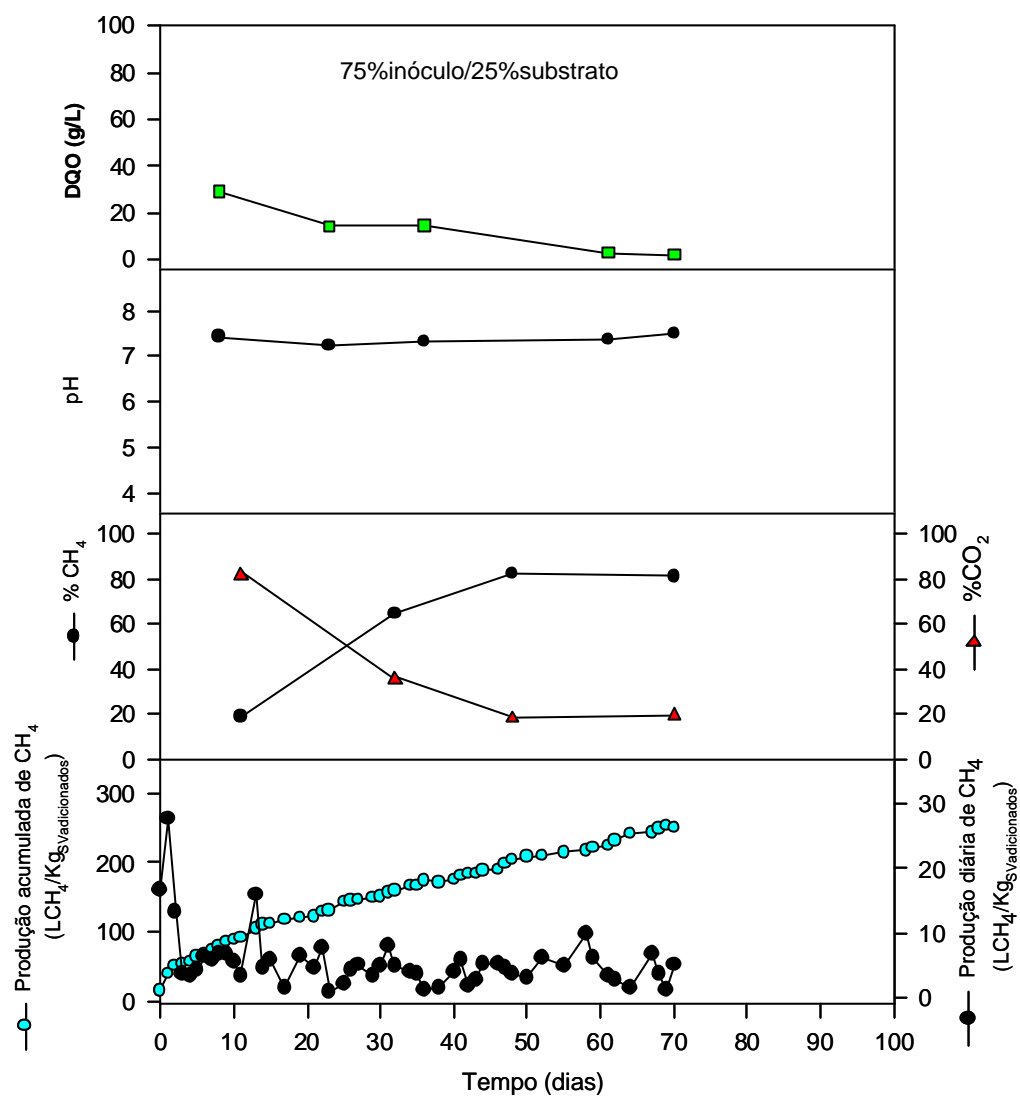 75%inóculo/25%substrato
DQO (g/L)
100
80
60
40
20
0
pH
8
7
6
5
4
% CH4
100
80
60
40
20
0
%CO2
100
80
60
40
20
0
Produção acumulada de CH4
(LCH4/KgSVadicionados)
300
200
100
0
Produção diária de CH4
(LCH4/KgSVadicionados)
30
20
10
0
0 10 20 30 40 50 60 70 80 90 100
Tempo (dias)